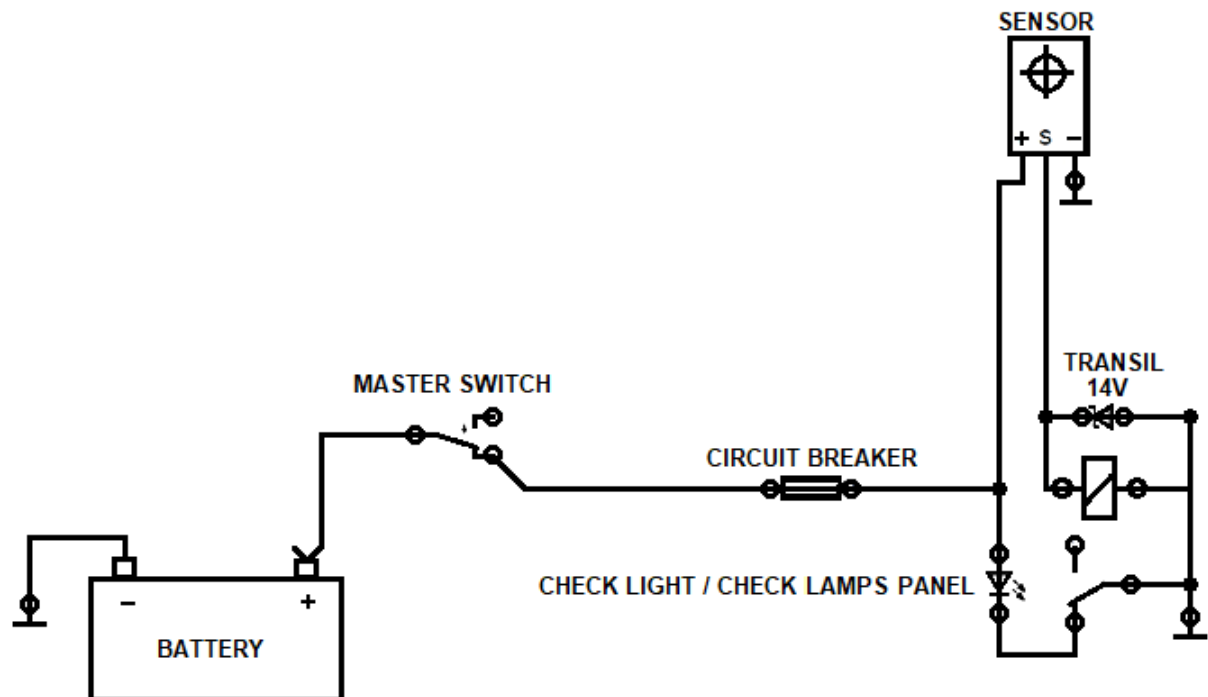 SENSOR
+ S −
TRANSIL
14V
MASTER SWITCH
CIRCUIT BREAKER
CHECK LIGHT / CHECK LAMPS PANEL
− +
BATTERY